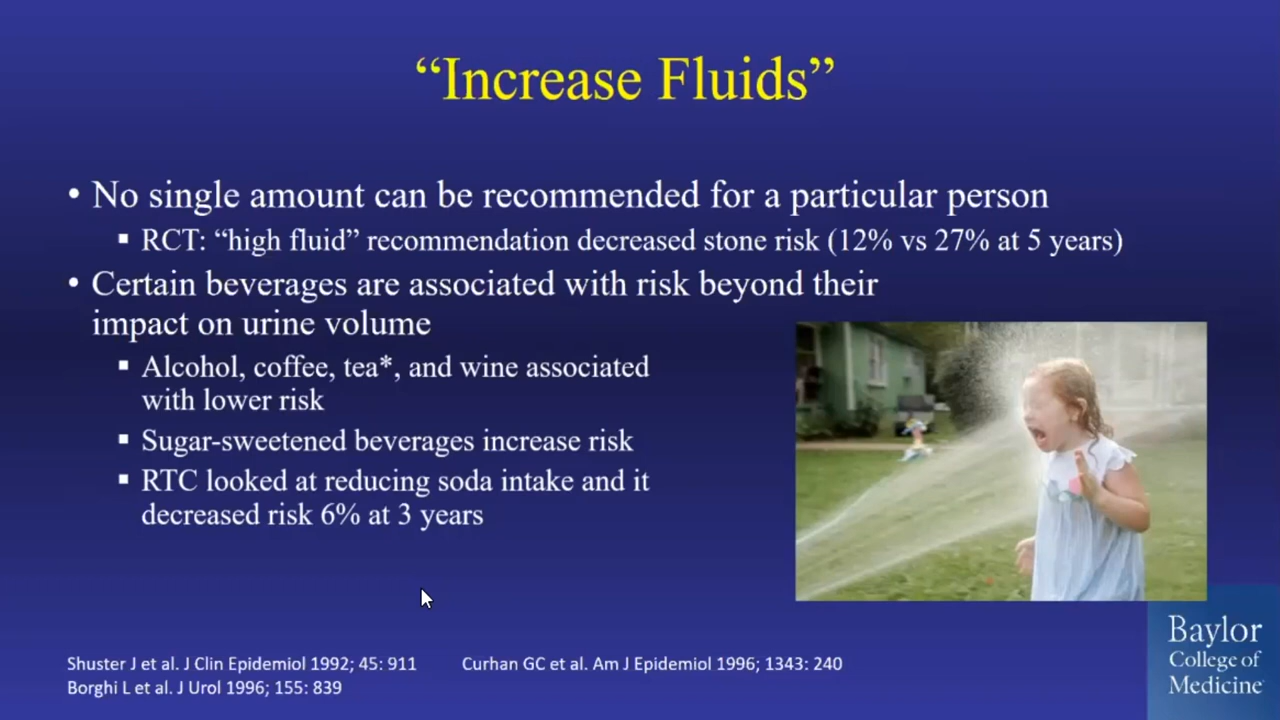 “Increase Fluids”
• No single amount can be recommended for a particular person
▪ RCT: “high fluid” recommendation decreased stone risk (12% vs 27% at 5 years)
• Certain beverages are associated with risk beyond their
impact on urine volume
▪ Alcohol, coffee, tea*, and wine associated
with lower risk
▪ Sugar-sweetened beverages increase risk
▪ RTC looked at reducing soda intake and it
decreased risk 6% at 3 years
Shuster J et al. J Clin Epidemiol 1992; 45: 911
Curhan GC et al. Am J Epidemiol 1996; 1343: 240
Borghi L et al. J Urol 1996; 155: 839
Baylor
College of
Medicine